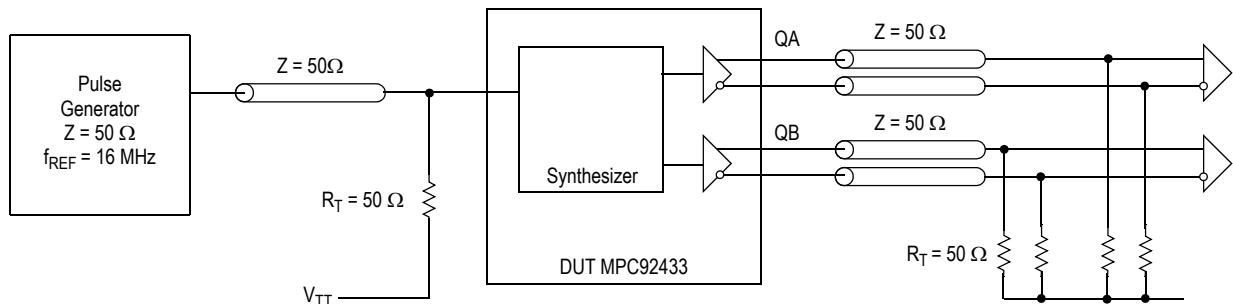 Pulse
Generator
Z = 50 Ω
fREF = 16 MHz
Z = 50Ω
RT = 50 Ω
VTT
Synthesizer
DUT MPC92433
QA
Z = 50 Ω
QB
Z = 50 Ω
RT = 50 Ω